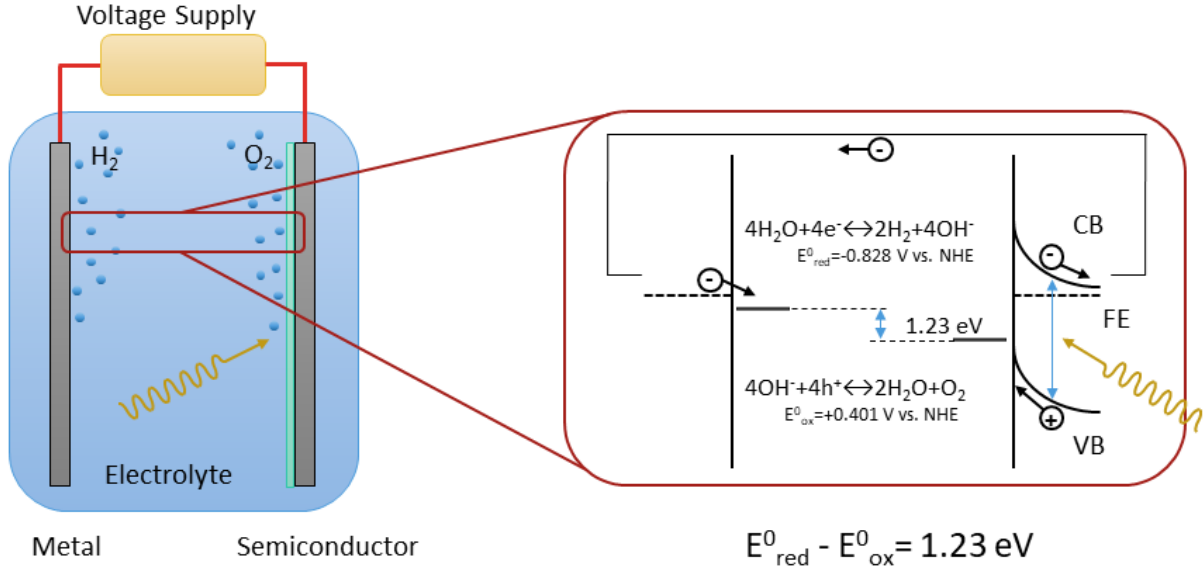 Voltage Supply
H₂
O₂
Electrolyte
Metal
Semiconductor
-
4H₂O+4e⁻↔2H₂+4OH⁻
E⁰red=-0.828 V vs. NHE
CB
-
-
1.23 eV
FE
4OH⁻+4h⁺↔2H₂O+O₂
E⁰ox=+0.401 V vs. NHE
+
VB
E⁰red - E⁰ox= 1.23 eV